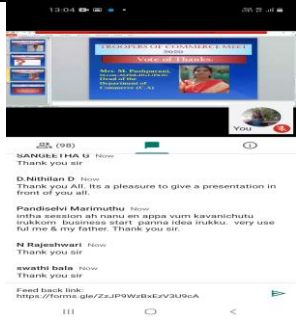 13:04
TROOPERS OF COMMERCE MEET
2020
Vote of Thanks:
Mrs. M. Pushparani,
Head of the
Department of
Commerce (C.A)
You
(98)
SANGEETHA G Now
Thank you sir
D.Nithilan D Now
Thank you All. Its a pleasure to give a presentation in
front of you all.
Pandiselvi Marimuthu Now
intha session ah nanu en appa vum kavanichutu
irukkom business start panna idea irukku. very use
ful me & my father. Thank you sir.
N Rajeshwari Now
Thank you sir
swathi bala Now
Thank you sir
Feed back link:
https://forms.gle/ZzJP9WzBxEzV3U9cA